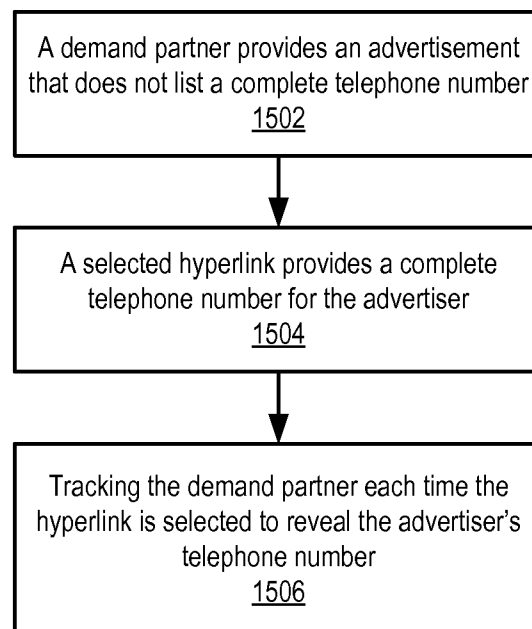 A demand partner provides an advertisement
that does not list a complete telephone number
1502
A selected hyperlink provides a complete
telephone number for the advertiser
1504
Tracking the demand partner each time the
hyperlink is selected to reveal the advertiser's
telephone number
1506